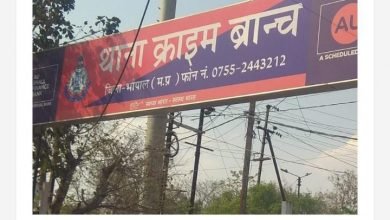 थाना क्राइम ब्रान्च
जिला-भोपाल (म.प्र) फोन नं. 0755-2443212
AU
A SCHEDULED